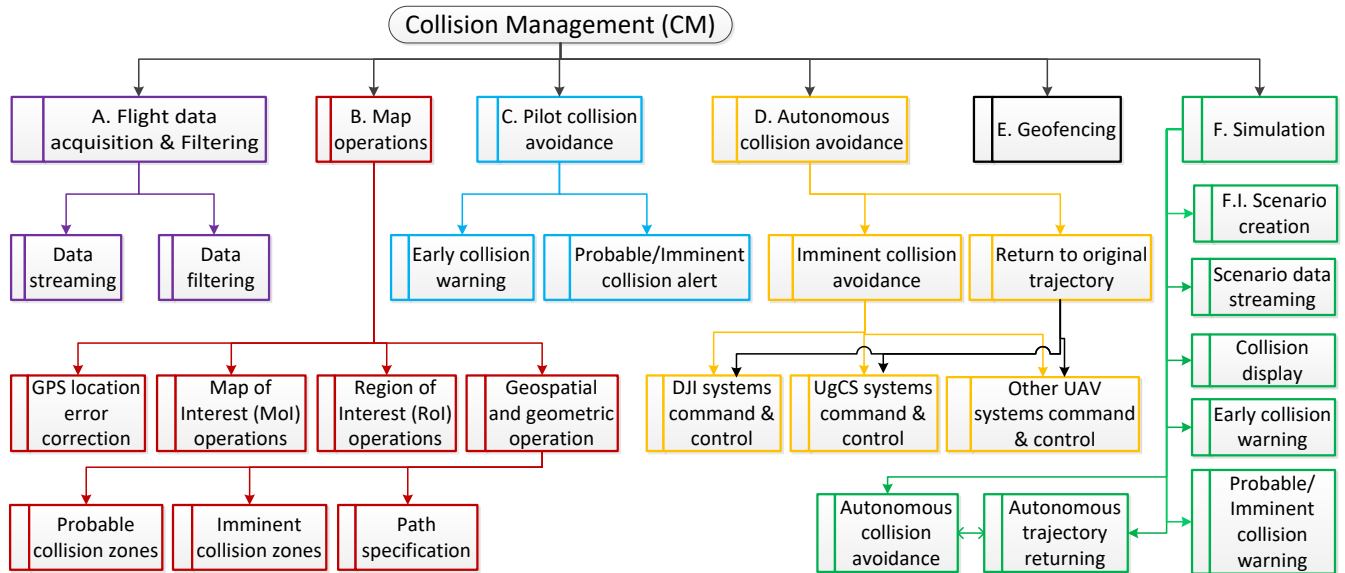 Collision Management (CM)
A. Flight data
acquisition & Filtering
B. Map
operations
C. Pilot collision
avoidance
D. Autonomous
collision avoidance
E. Geofencing
F. Simulation
Data
streaming
Data
filtering
Early collision
warning
Probable/Imminent
collision alert
Imminent collision
avoidance
Return to original
trajectory
F.I. Scenario
creation
Scenario data
streaming
GPS location
error
correction
Map of
Interest (MoI)
operations
Region of
Interest (RoI)
operations
Geospatial
and geometric
operation
DJI systems
command &
control
UgCS systems
command &
control
Other UAV
systems command
& control
Collision
display
Early collision
warning
Probable
collision zones
Imminent
collision zones
Path
specification
Autonomous
collision
avoidance
Autonomous
trajectory
returning
Probable/
Imminent
collision
warning